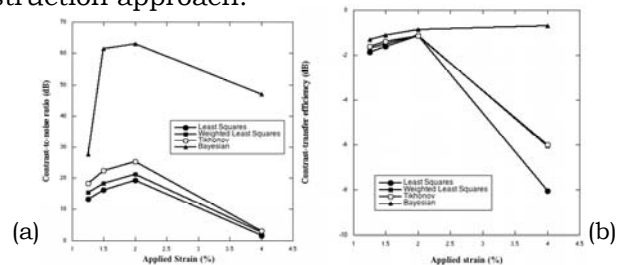 struction approach.
Contrast-to-noise ratio (dB)
70
60
50
40
30
20
10
0
Least Squares
Weighted Least Squares
Tikhonov
Bayesian
1 1.5 2 2.5 3 3.5 4 4.5
Applied Strain (%)
(a)
Contrast-transfer efficiency (dB)
0
-2
-4
-6
-8
-10
Least Squares
Weighted Least Squares
Tikhonov
Bayesian
1 1.5 2 2.5 3 3.5 4 4.5
Applied strain (%)
(b)